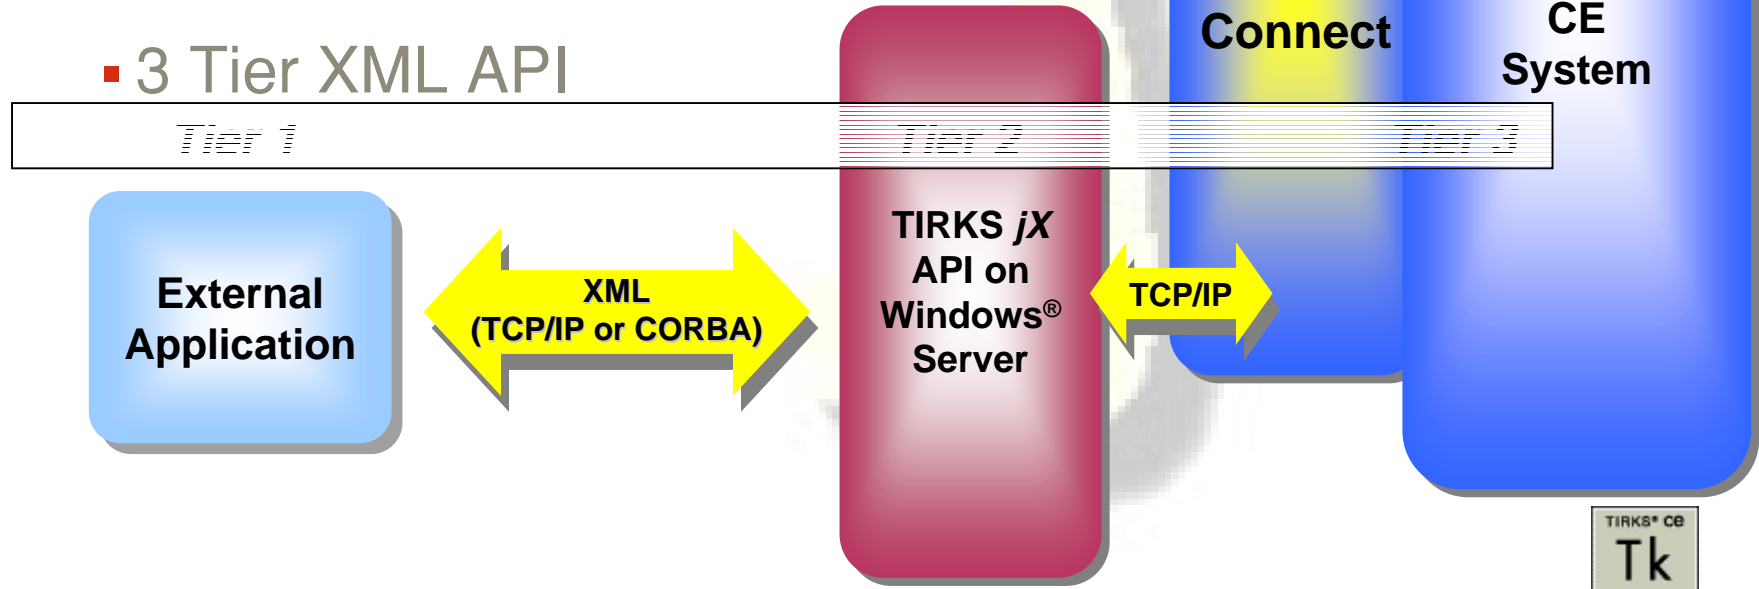 3 Tier XML API
Connect
CE
System
Tier 1
Tier 2
Tier 3
External
Application
XML
(TCP/IP or CORBA)
TIRKS jX
API on
Windows®
Server
TCP/IP
TIRKS® CE
Tk